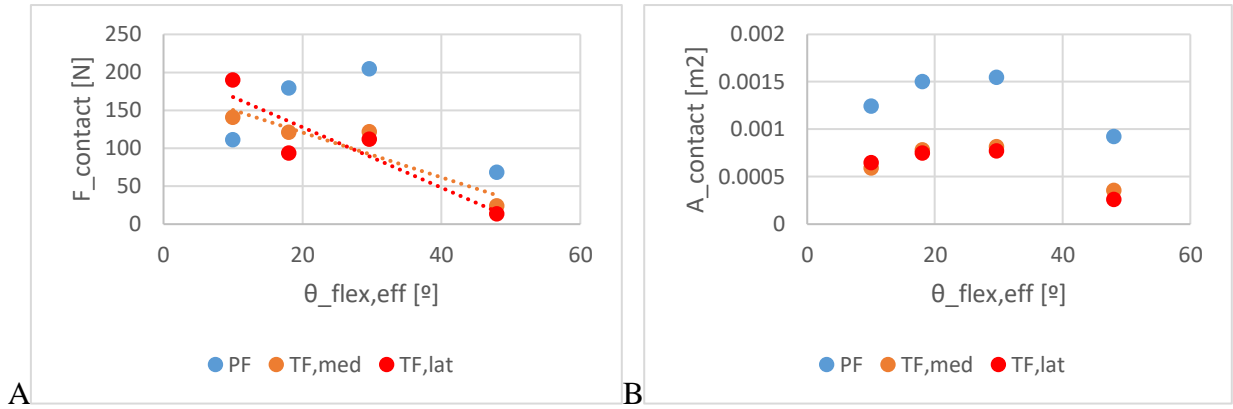 F_contact [N]
250
200
150
100
50
0
0 20 40 60
θ_flex,eff [º]
PF TF,med TF,lat
A
A_contact [m2]
0.002
0.0015
0.001
0.0005
0
0 20 40 60
θ_flex,eff [º]
PF TF,med TF,lat
B